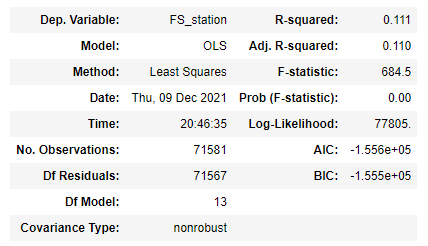 Dep. Variable: FS_station R-squared: 0.111
Model: OLS Adj. R-squared: 0.110
Method: Least Squares F-statistic: 684.5
Date: Thu, 09 Dec 2021 Prob (F-statistic): 0.00
Time: 20:46:35 Log-Likelihood: 77805.
No. Observations: 71581 AIC: -1.556e+05
Df Residuals: 71567 BIC: -1.555e+05
Df Model: 13
Covariance Type: nonrobust